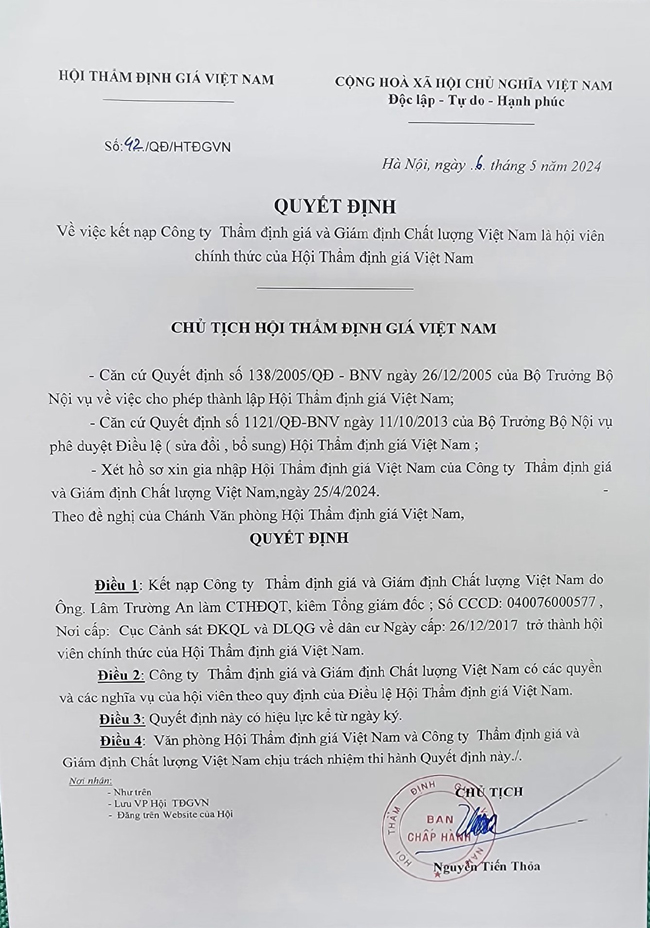 HỘI THẨM ĐỊNH GIÁ VIỆT NAM
CỘNG HOÀ XÃ HỘI CHỦ NGHĨA VIỆT NAM
Độc lập - Tự do - Hạnh phúc
Số:42/QĐ/HTĐGVN
Hà Nội, ngày .6. tháng 5 năm 2024
QUYẾT ĐỊNH
Về việc kết nạp Công ty Thẩm định giá và Giám định Chất lượng Việt Nam là hội viên
chính thức của Hội Thẩm định giá Việt Nam
CHỦ TỊCH HỘI THẨM ĐỊNH GIÁ VIỆT NAM
- Căn cứ Quyết định số 138/2005/QĐ - BNV ngày 26/12/2005 của Bộ Trưởng Bộ
Nội vụ về việc cho phép thành lập Hội Thẩm định giá Việt Nam;
- Căn cứ Quyết định số 1121/QĐ-BNV ngày 11/10/2013 của Bộ Trưởng Bộ Nội vụ
phê duyệt Điều lệ ( sửa đổi , bổ sung) Hội Thẩm định giá Việt Nam ;
- Xét hồ sơ xin gia nhập Hội Thẩm định giá Việt Nam của Công ty Thẩm định giá
và Giám định Chất lượng Việt Nam,ngày 25/4/2024. -
Theo đề nghị của Chánh Văn phòng Hội Thẩm định giá Việt Nam,
QUYẾT ĐỊNH
Điều 1: Kết nạp Công ty Thẩm định giá và Giám định Chất lượng Việt Nam do
Ông. Lâm Trường An làm CTHĐQT, kiêm Tổng giám đốc ; Số CCCD: 040076000577 ,
Nơi cấp: Cục Cảnh sát ĐKQL và DLQG về dân cư Ngày cấp: 26/12/2017 trở thành hội
viên chính thức của Hội Thẩm định giá Việt Nam.
Điều 2: Công ty Thẩm định giá và Giám định Chất lượng Việt Nam có các quyền
và các nghĩa vụ của hội viên theo quy định của Điều lệ Hội Thẩm định giá Việt Nam.
Điều 3: Quyết định này có hiệu lực kể từ ngày ký.
Điều 4: Văn phòng Hội Thẩm định giá Việt Nam và Công ty Thẩm định giá và
Giám định Chất lượng Việt Nam chịu trách nhiệm thi hành Quyết định này./.
Nơi nhận:
- Như trên
- Lưu VP Hội TĐGVN
- Đăng trên Website của Hội
CHỦ TỊCH
HỘI THẨM ĐỊNH GIÁ VIỆT NAM
BAN
CHẤP HÀNH
Nguyễn Tiến Thỏa